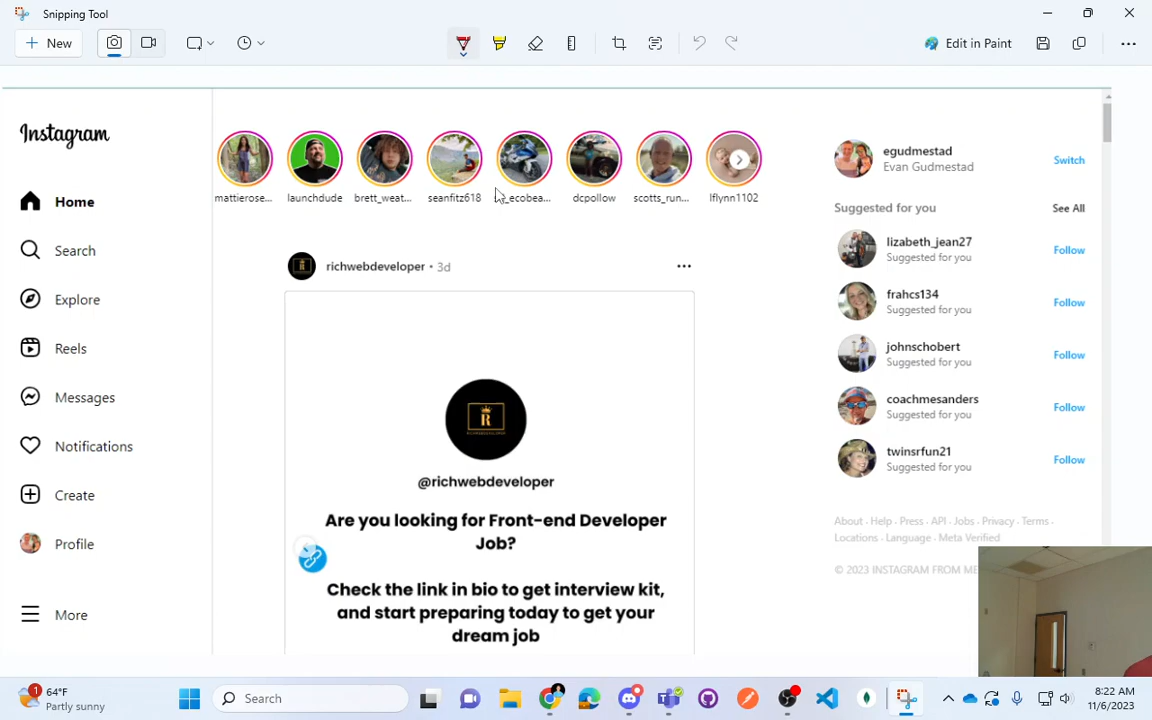 Snipping Tool
New
Edit in Paint
Instagram
mattierose...
launchdude
brett_weat...
seanfitz618
_ecobea...
dcpollow
scotts_run...
lflynn1102
egudmestad
Evan Gudmestad
Switch
Suggested for you
See All
lizabeth_jean27
Suggested for you
Follow
frahcs134
Suggested for you
Follow
johnschobert
Suggested for you
Follow
coachmesanders
Suggested for you
Follow
twinsrfun21
Suggested for you
Follow
About · Help · Press · API · Jobs · Privacy · Terms ·
Locations · Language · Meta Verified
© 2023 INSTAGRAM FROM ME
Home
Search
Explore
Reels
Messages
Notifications
Create
Profile
More
richwebdeveloper • 3d
R
@richwebdeveloper
Are you looking for Front-end Developer
Job?
Check the link in bio to get interview kit,
and start preparing today to get your
dream job
1
64°F
Partly sunny
Search
8:22 AM
11/6/2023